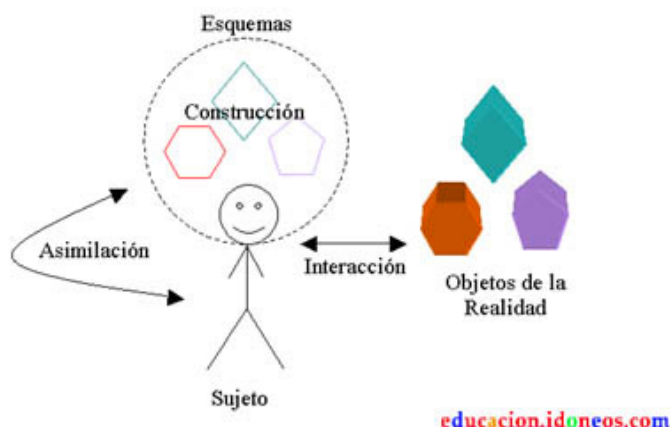 Esquemas
Construcción
Asimilación
Interacción
Objetos de la
Realidad
Sujeto
educacion.idoneos.com